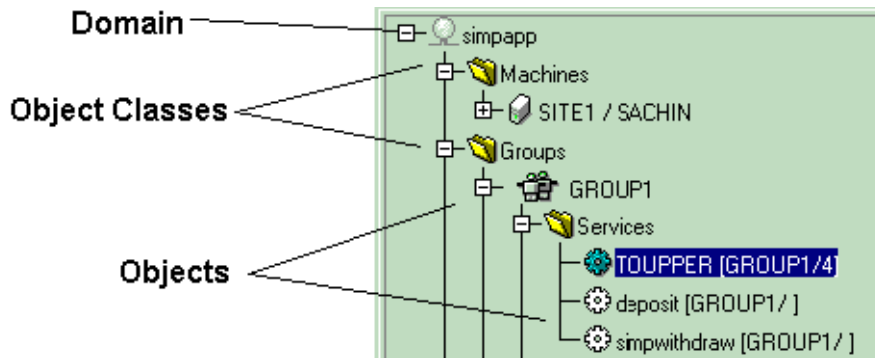 Domain
simpapp
Machines
Object Classes
SITE1 / SACHIN
Groups
GROUP1
Services
Objects
TOUPPER [GROUP1/4]
deposit [GROUP1/ ]
simpwithdraw [GROUP1/ ]